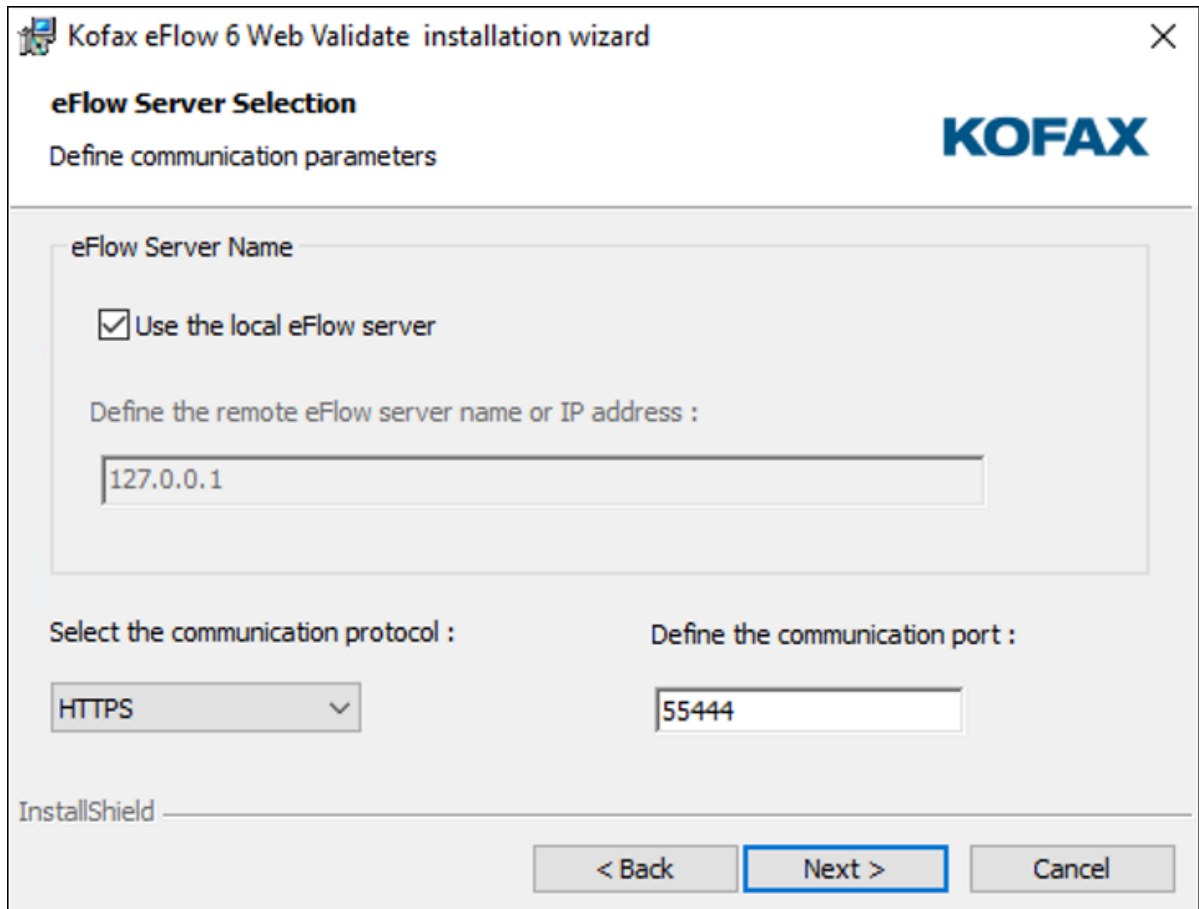 Kofax eFlow 6 Web Validate  installation wizard
eFlow Server Selection
Define communication parameters
KOFAX
eFlow Server Name
Use the local eFlow server
Define the remote eFlow server name or IP address :
127.0.0.1
Select the communication protocol :
Define the communication port :
HTTPS
55444
InstallShield
< Back
Next >
Cancel